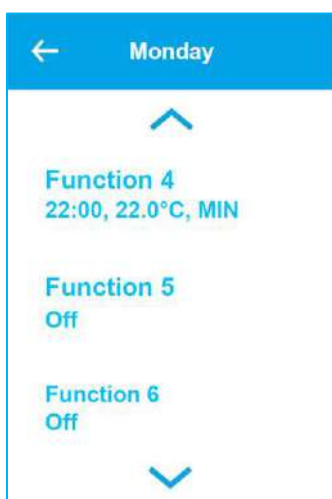 Monday
Function 4
22:00, 22.0°C, MIN
Function 5
Off
Function 6
Off